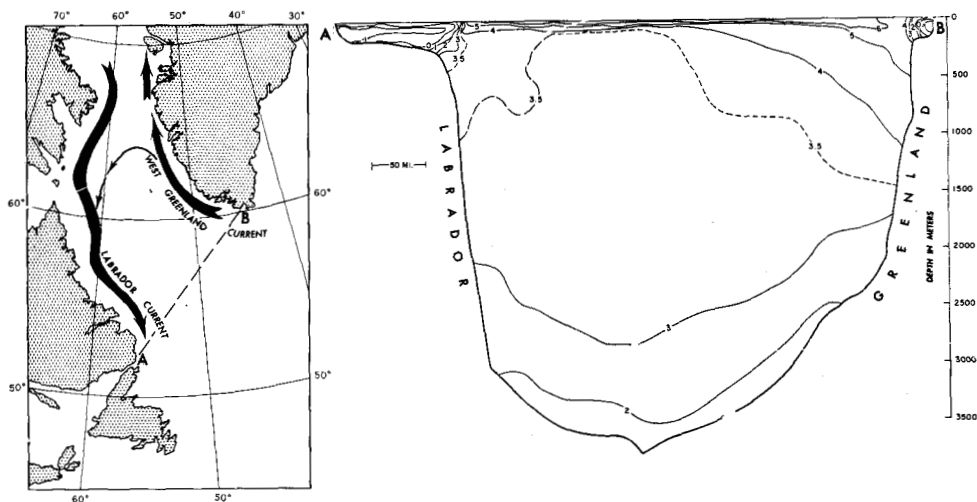 70° 60° 50° 40° 30°
60° 60°
50° 50°
60° 50°
WEST GREENLAND CURRENT
LABRADOR CURRENT
B
A
A B
0
500
1000
1500
2000
2500
3000
3500
DEPTH IN METERS
LABRADOR
GREENLAND
50 MI.
4
5
6
5
4
3.5
3.5
3.5
3
2